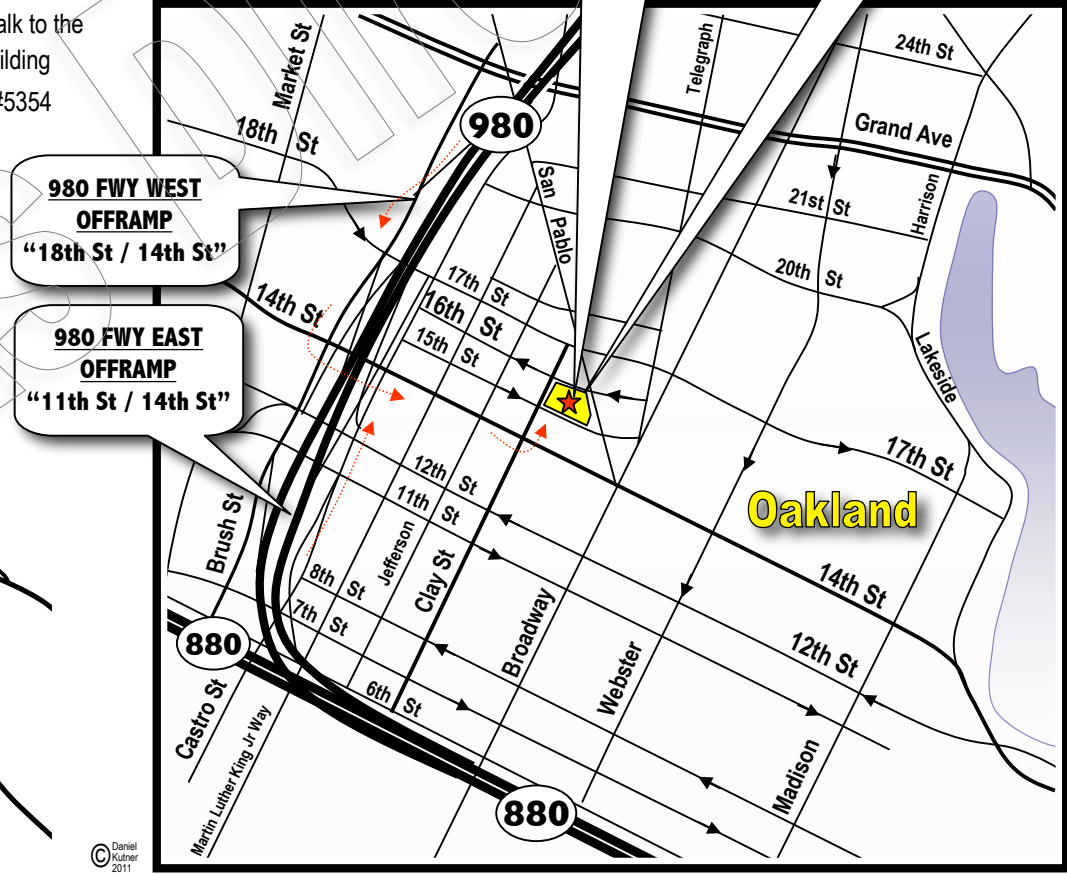 alk to the
ilding
#5354
980 FWY WEST
OFFRAMP
“18th St / 14th St”
980 FWY EAST
OFFRAMP
“11th St / 14th St”
Market St
18th St
980
San Pablo
Telegraph
24th St
Grand Ave
Harrison
21st St
20th St
Lakeside
17th St
16th St
15th St
14th St
17th St
Oakland
12th St
11th St
Jefferson
Clay St
Brush St
8th St
7th St
6th St
880
Castro St
Martin Luther King Jr Way
Broadway
Webster
14th St
12th St
Madison
880
© Daniel
Kutner
2011